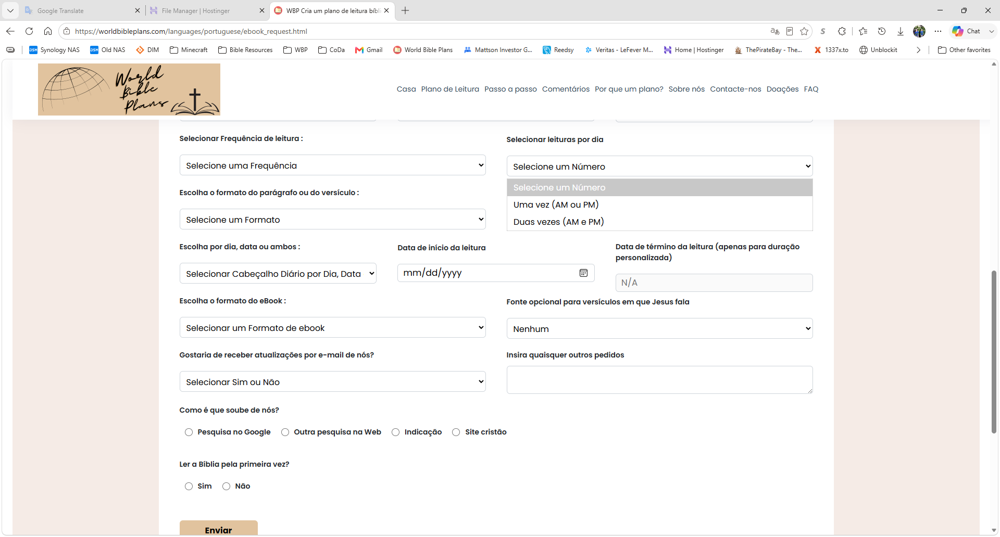 Google Translate
File Manager | Hostinger
WBP Cria um plano de leitura bíbli
https://worldbibleplans.com/languages/portuguese/ebook_request.html
Chat
Synology NAS
Old NAS
DIM
Minecraft
Bible Resources
WBP
CoDa
Gmail
World Bible Plans
Mattson Investor G...
Reedsy
Veritas - LeFever M...
Home | Hostinger
ThePirateBay - The...
1337x.to
Unblockit
Other favorites
World
Bible
Plans
Casa
Plano de Leitura
Passo a passo
Comentários
Por que um plano?
Sobre nós
Contacte-nos
Doações
FAQ
Selecionar Frequência de leitura :
Selecionar leituras por dia
Selecione uma Frequência
Selecione um Número
Selecione um Número
Uma vez (AM ou PM)
Duas vezes (AM e PM)
Escolha o formato do parágrafo ou do versículo :
Selecione um Formato
Escolha por dia, data ou ambos :
Data de início da leitura
Data de término da leitura (apenas para duração
personalizada)
Selecionar Cabeçalho Diário por Dia, Data
mm/dd/yyyy
N/A
Escolha o formato do eBook :
Fonte opcional para versículos em que Jesus fala
Selecionar um Formato de ebook
Nenhum
Gostaria de receber atualizações por e-mail de nós?
Insira quaisquer outros pedidos
Selecionar Sim ou Não
Como é que soube de nós?
Pesquisa no Google
Outra pesquisa na Web
Indicação
Site cristão
Ler a Bíblia pela primeira vez?
Sim
Não
Enviar